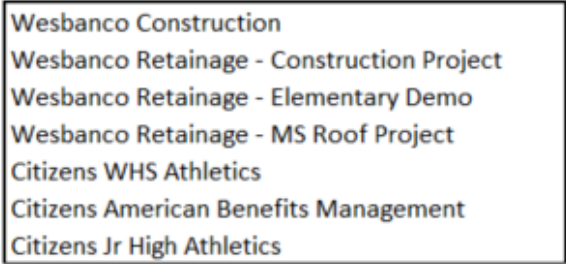 Wesbanco Construction
Wesbanco Retainage - Construction Project
Wesbanco Retainage - Elementary Demo
Wesbanco Retainage - MS Roof Project
Citizens WHS Athletics
Citizens American Benefits Management
Citizens Jr High Athletics